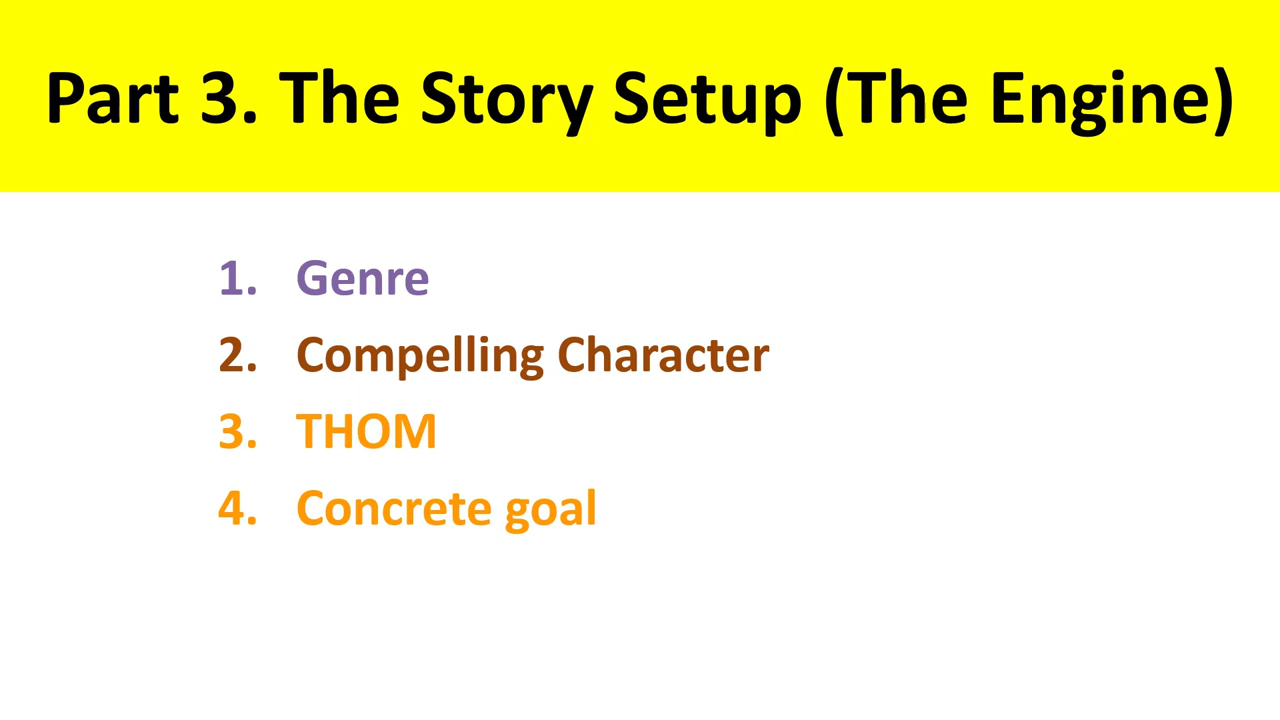 Part 3. The Story Setup (The Engine)
1. Genre
2. Compelling Character
3. THOM
4. Concrete goal